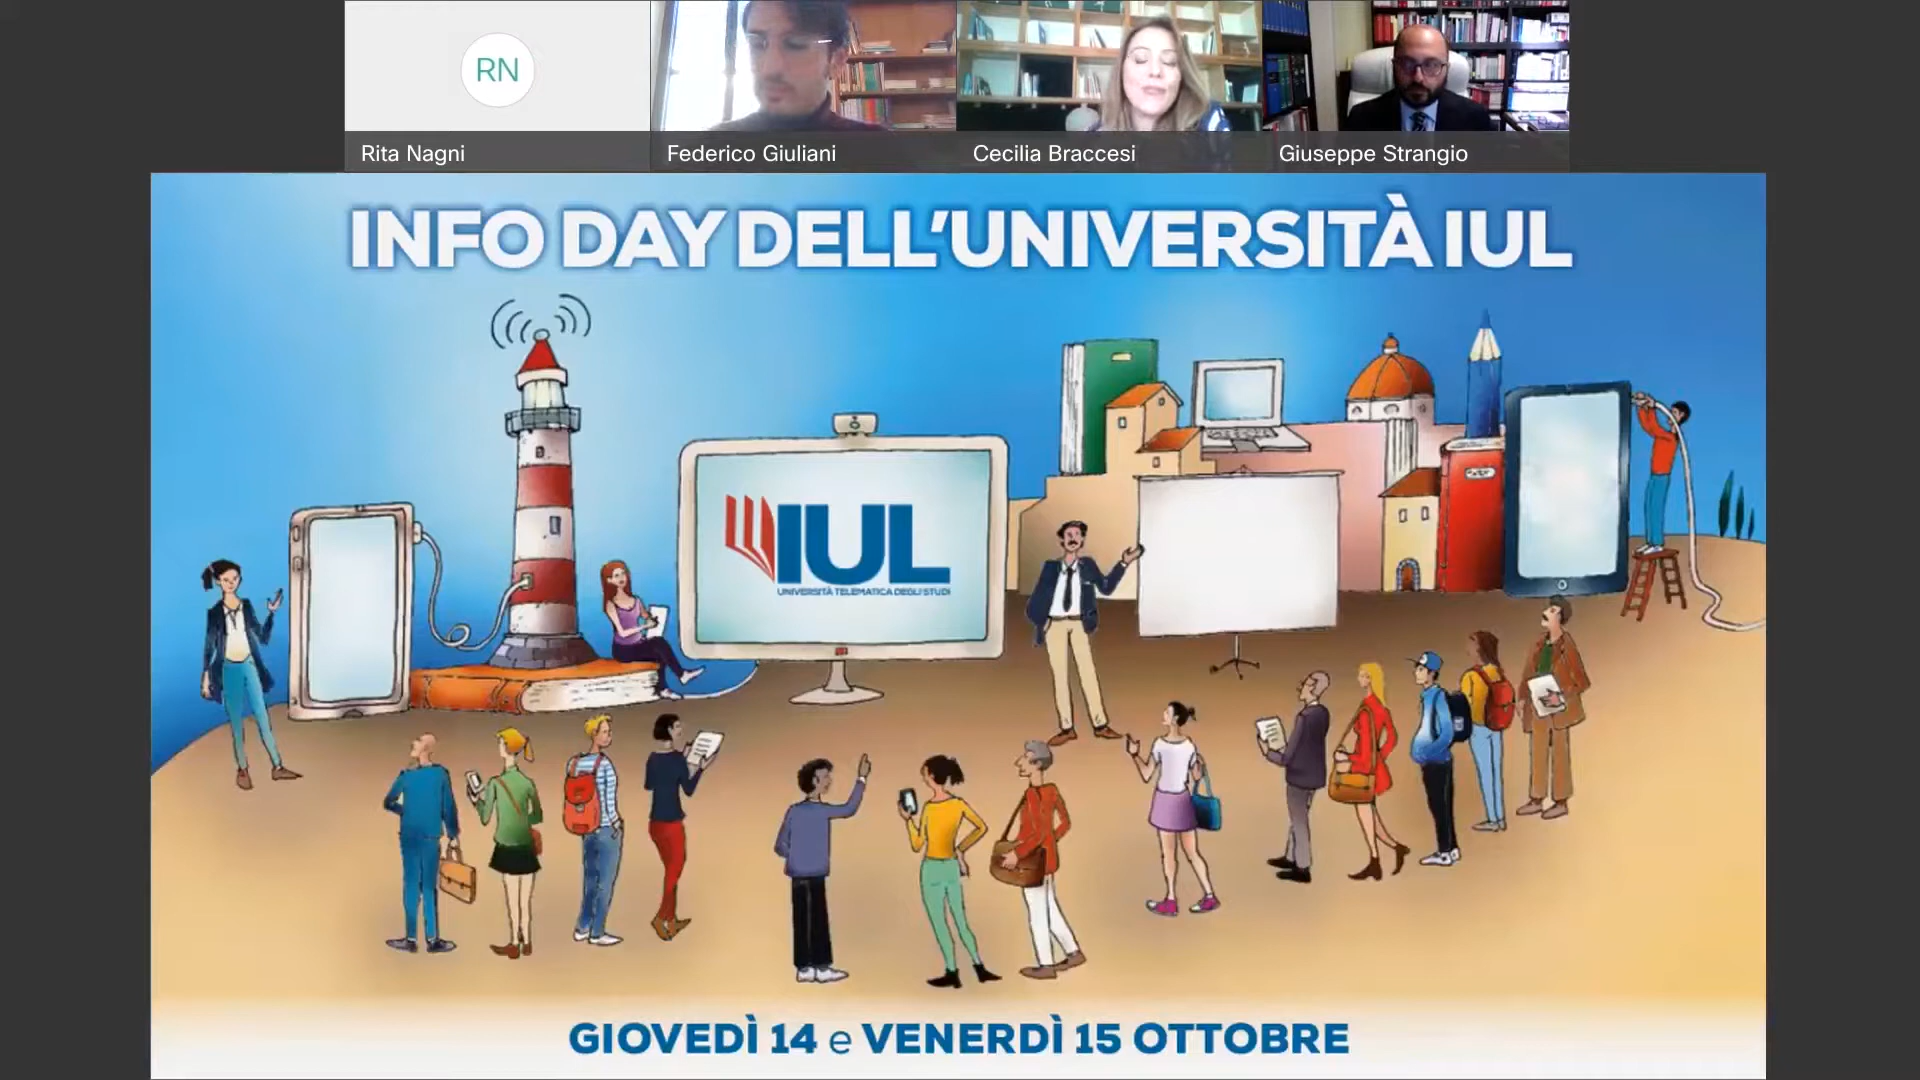 RN
Rita Nagni
Federico Giuliani
Cecilia Braccesi
Giuseppe Strangio
INFO DAY DELL'UNIVERSITÀ IUL
IUL
UNIVERSITÀ TELEMATICA DEGLI STUDI
GIOVEDÌ 14 e VENERDÌ 15 OTTOBRE